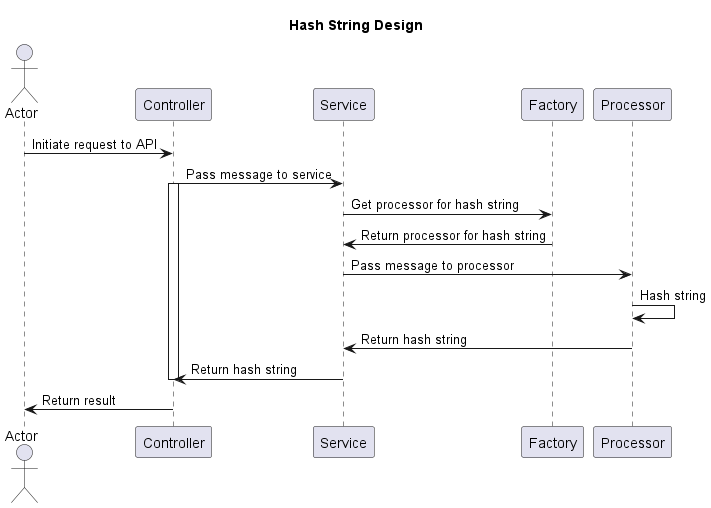 Hash String Design
Actor
Controller
Service
Factory
Processor
Initiate request to API
Pass message to service
Get processor for hash string
Return processor for hash string
Pass message to processor
Hash string
Return hash string
Return hash string
Return result
Actor
Controller
Service
Factory
Processor